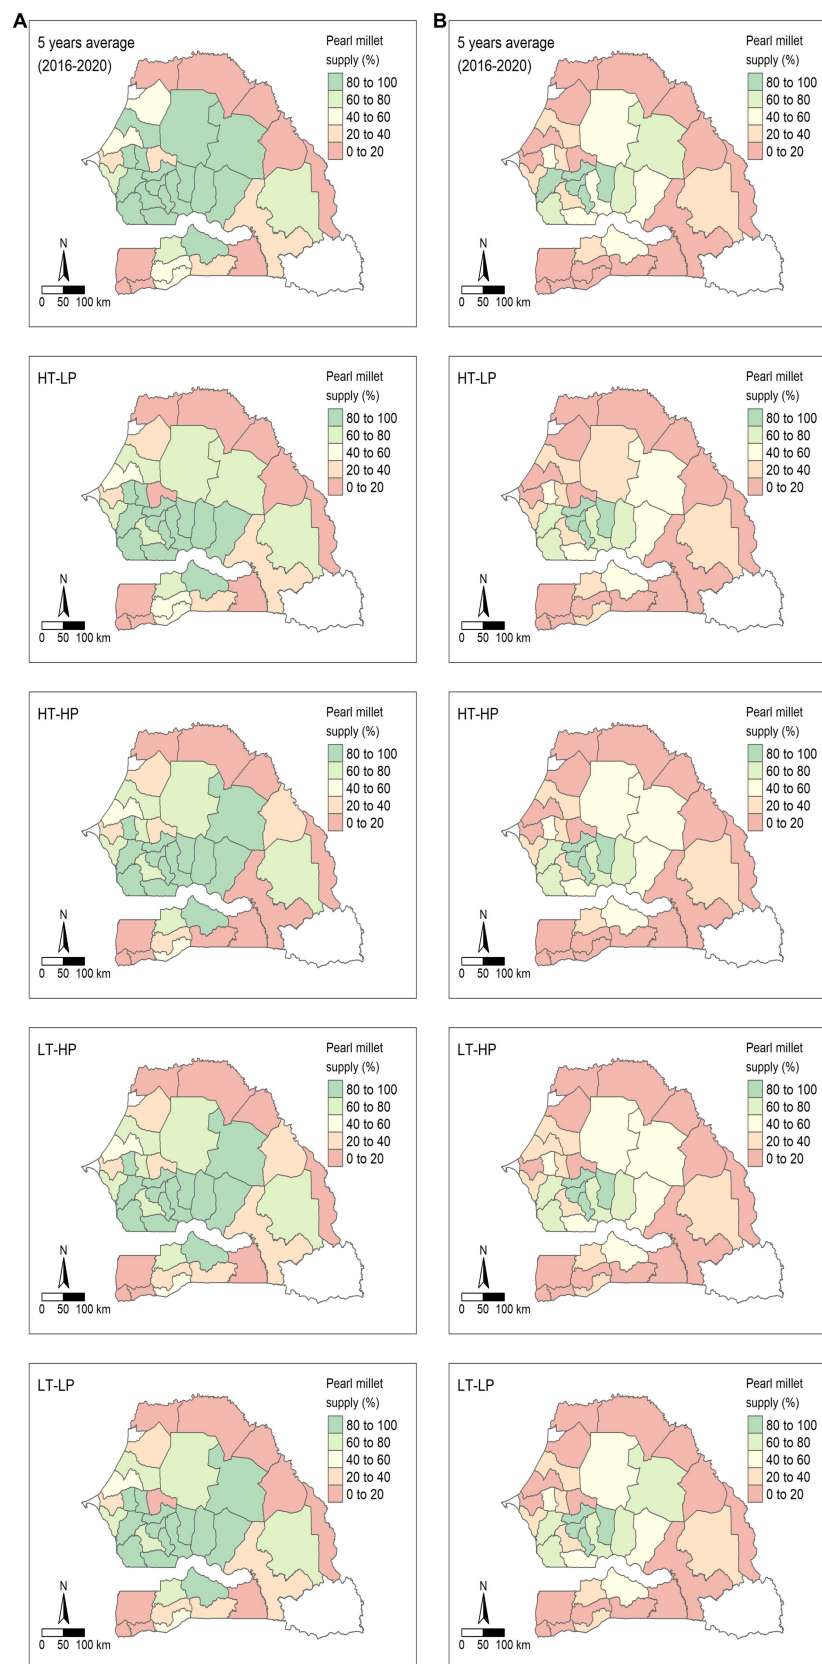 A
B
5 years average
(2016-2020)
Pearl millet
supply (%)
80 to 100
60 to 80
40 to 60
20 to 40
0 to 20
N
0 50 100 km
5 years average
(2016-2020)
Pearl millet
supply (%)
80 to 100
60 to 80
40 to 60
20 to 40
0 to 20
N
0 50 100 km
HT-LP
Pearl millet
supply (%)
80 to 100
60 to 80
40 to 60
20 to 40
0 to 20
N
0 50 100 km
HT-LP
Pearl millet
supply (%)
80 to 100
60 to 80
40 to 60
20 to 40
0 to 20
N
0 50 100 km
HT-HP
Pearl millet
supply (%)
80 to 100
60 to 80
40 to 60
20 to 40
0 to 20
N
0 50 100 km
HT-HP
Pearl millet
supply (%)
80 to 100
60 to 80
40 to 60
20 to 40
0 to 20
N
0 50 100 km
LT-HP
Pearl millet
supply (%)
80 to 100
60 to 80
40 to 60
20 to 40
0 to 20
N
0 50 100 km
LT-HP
Pearl millet
supply (%)
80 to 100
60 to 80
40 to 60
20 to 40
0 to 20
N
0 50 100 km
LT-LP
Pearl millet
supply (%)
80 to 100
60 to 80
40 to 60
20 to 40
0 to 20
N
0 50 100 km
LT-LP
Pearl millet
supply (%)
80 to 100
60 to 80
40 to 60
20 to 40
0 to 20
N
0 50 100 km